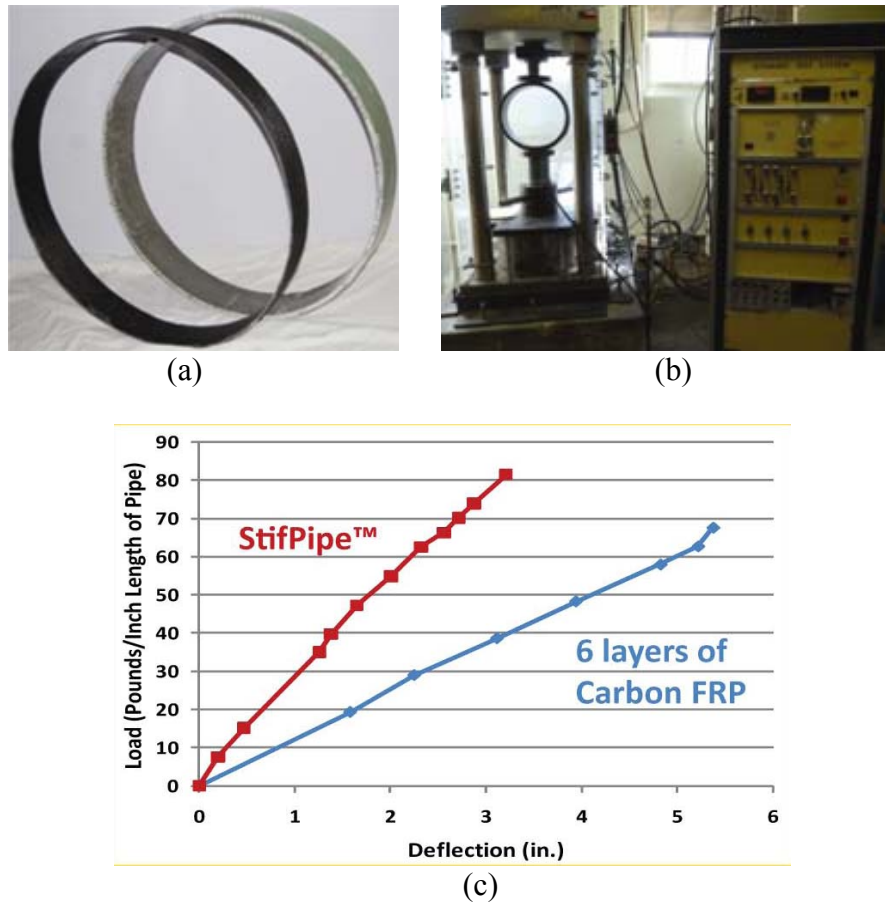 (a)
(b)
90
80
70
60
50
40
30
20
10
0
Load (Pounds/Inch Length of Pipe)
StifPipe™
6 layers of
Carbon FRP
0 1 2 3 4 5 6
Deflection (in.)
(c)